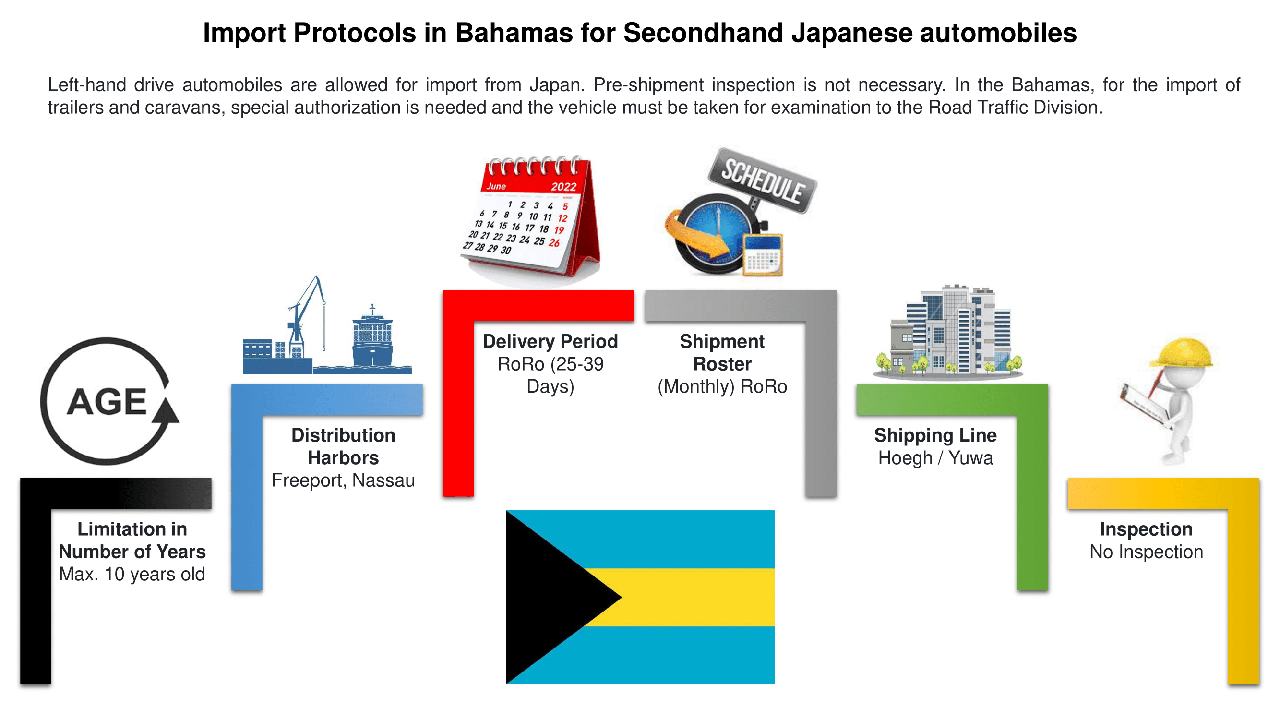 Import Protocols in Bahamas for Secondhand Japanese automobiles
Left-hand drive automobiles are allowed for import from Japan. Pre-shipment inspection is not necessary. In the Bahamas, for the import of
trailers and caravans, special authorization is needed and the vehicle must be taken for examination to the Road Traffic Division.
AGE
Limitation in
Number of Years
Max. 10 years old
Distribution
Harbors
Freeport, Nassau
June 2022
1 2 3 4 5
6 7 8 9 10 11 12
13 14 15 16 17 18 19
20 21 22 23 24 25 26
27 28 29 30
Delivery Period
RoRo (25-39
Days)
SCHEDULE
Shipment
Roster
(Monthly) RoRo
Shipping Line
Hoegh / Yuwa
Inspection
No Inspection